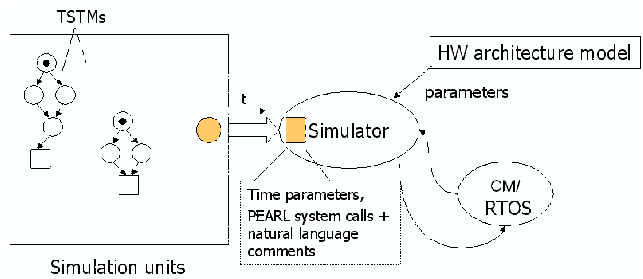 TSTMs
HW architecture model
parameters
t
Simulator
CM/
RTOS
Time parameters,
PEARL system calls +
natural language
comments
Simulation units